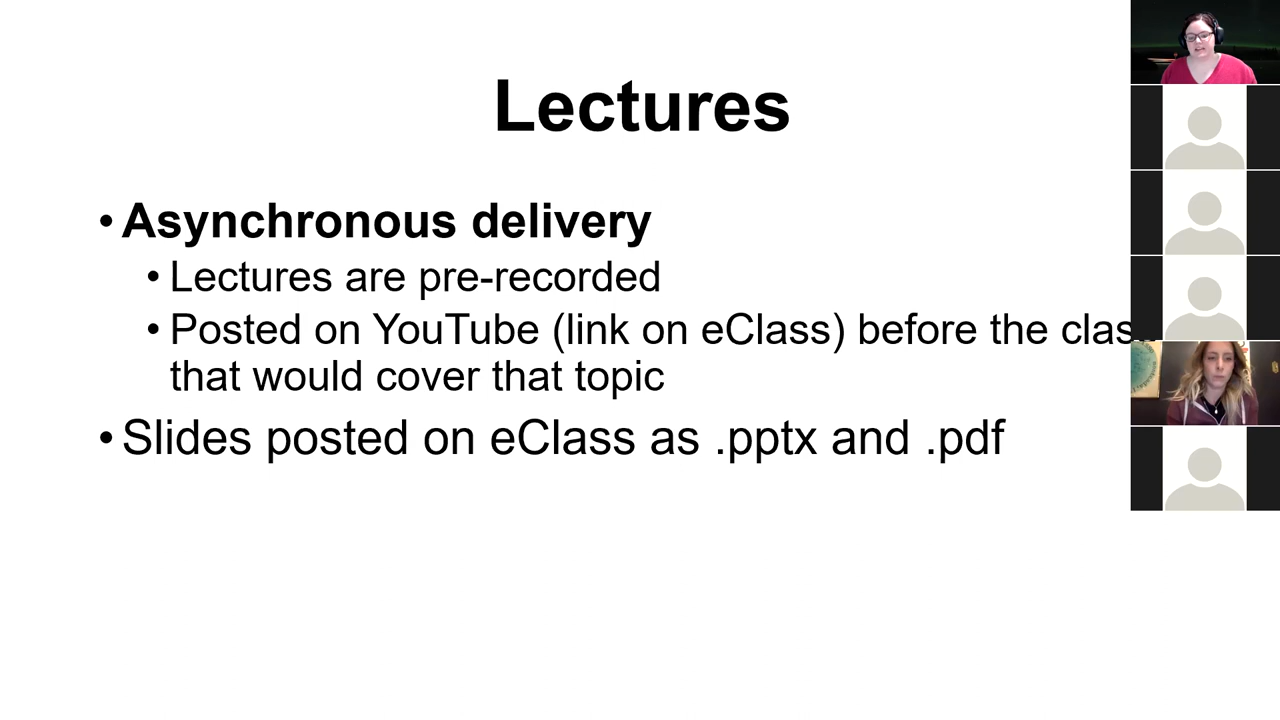 Lectures
• Asynchronous delivery
• Lectures are pre-recorded
• Posted on YouTube (link on eClass) before the
that would cover that topic
• Slides posted on eClass as .pptx and .pdf